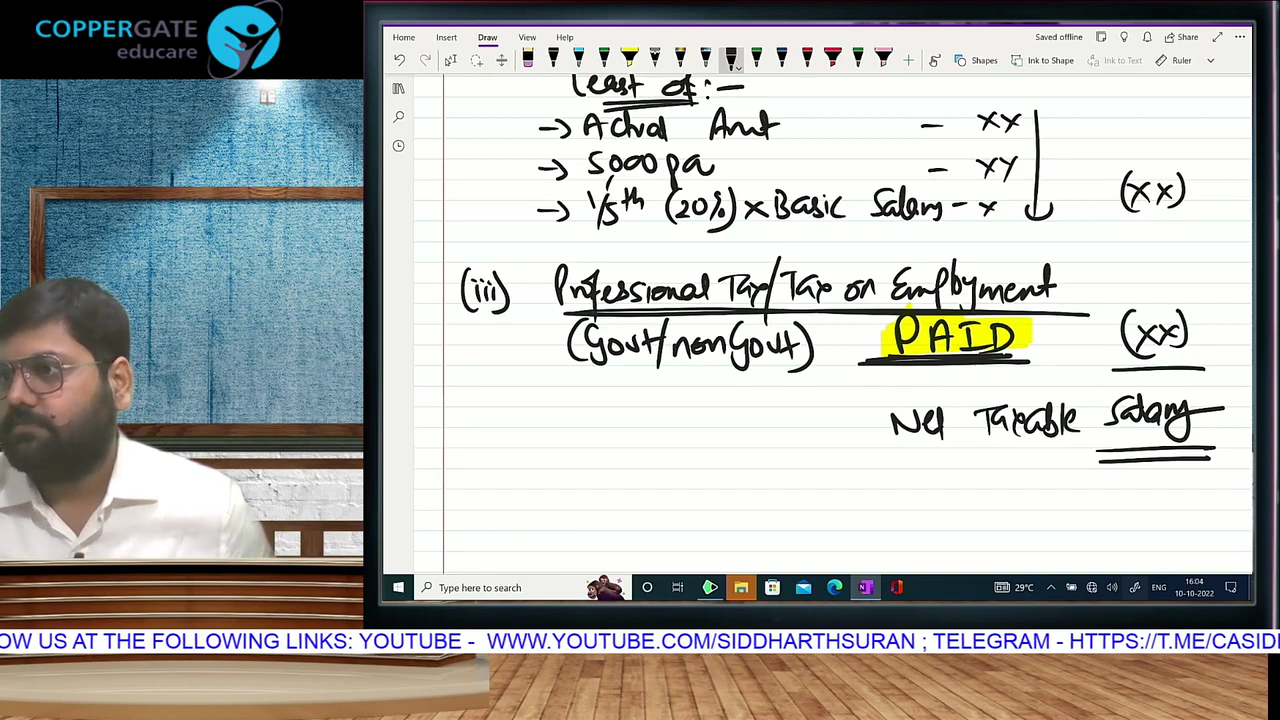 COPPERGATE
educare
Home Insert Draw View Help
Saved offline
Share
Shapes
Ink to Shape
Ink to Text
Ruler
Least of:-
-> Actual Amt - XX
-> 5000 pa - XY
-> 1/5th (20%) x Basic Salary - x
(XX)
(iii) Professional Tax/Tax on Employment
(Govt/nonGovt) PAID (XX)
Net Taxable Salary
Type here to search
29°C
ENG
16:04
10-10-2022
OW US AT THE FOLLOWING LINKS: YOUTUBE - WWW.YOUTUBE.COM/SIDDHARTHSURAN ; TELEGRAM - HTTPS://T.ME/CASIDD